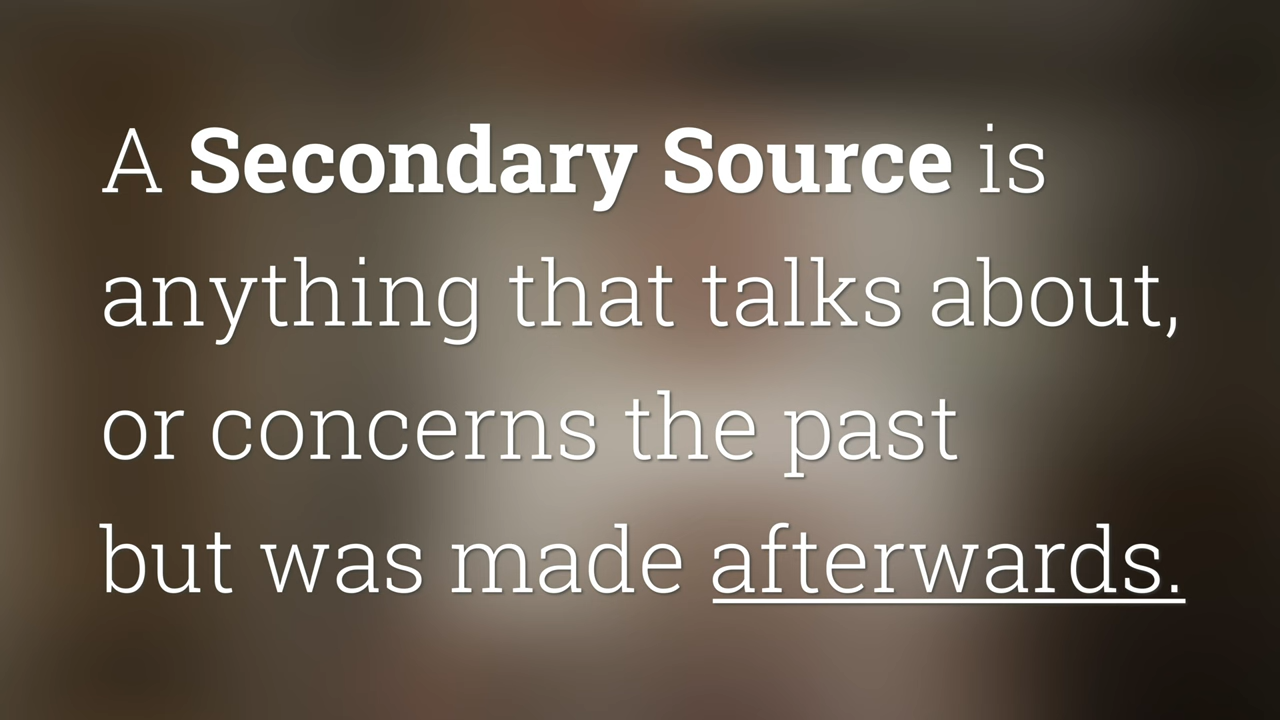 A Secondary Source is
anything that talks about,
or concerns the past
but was made afterwards.